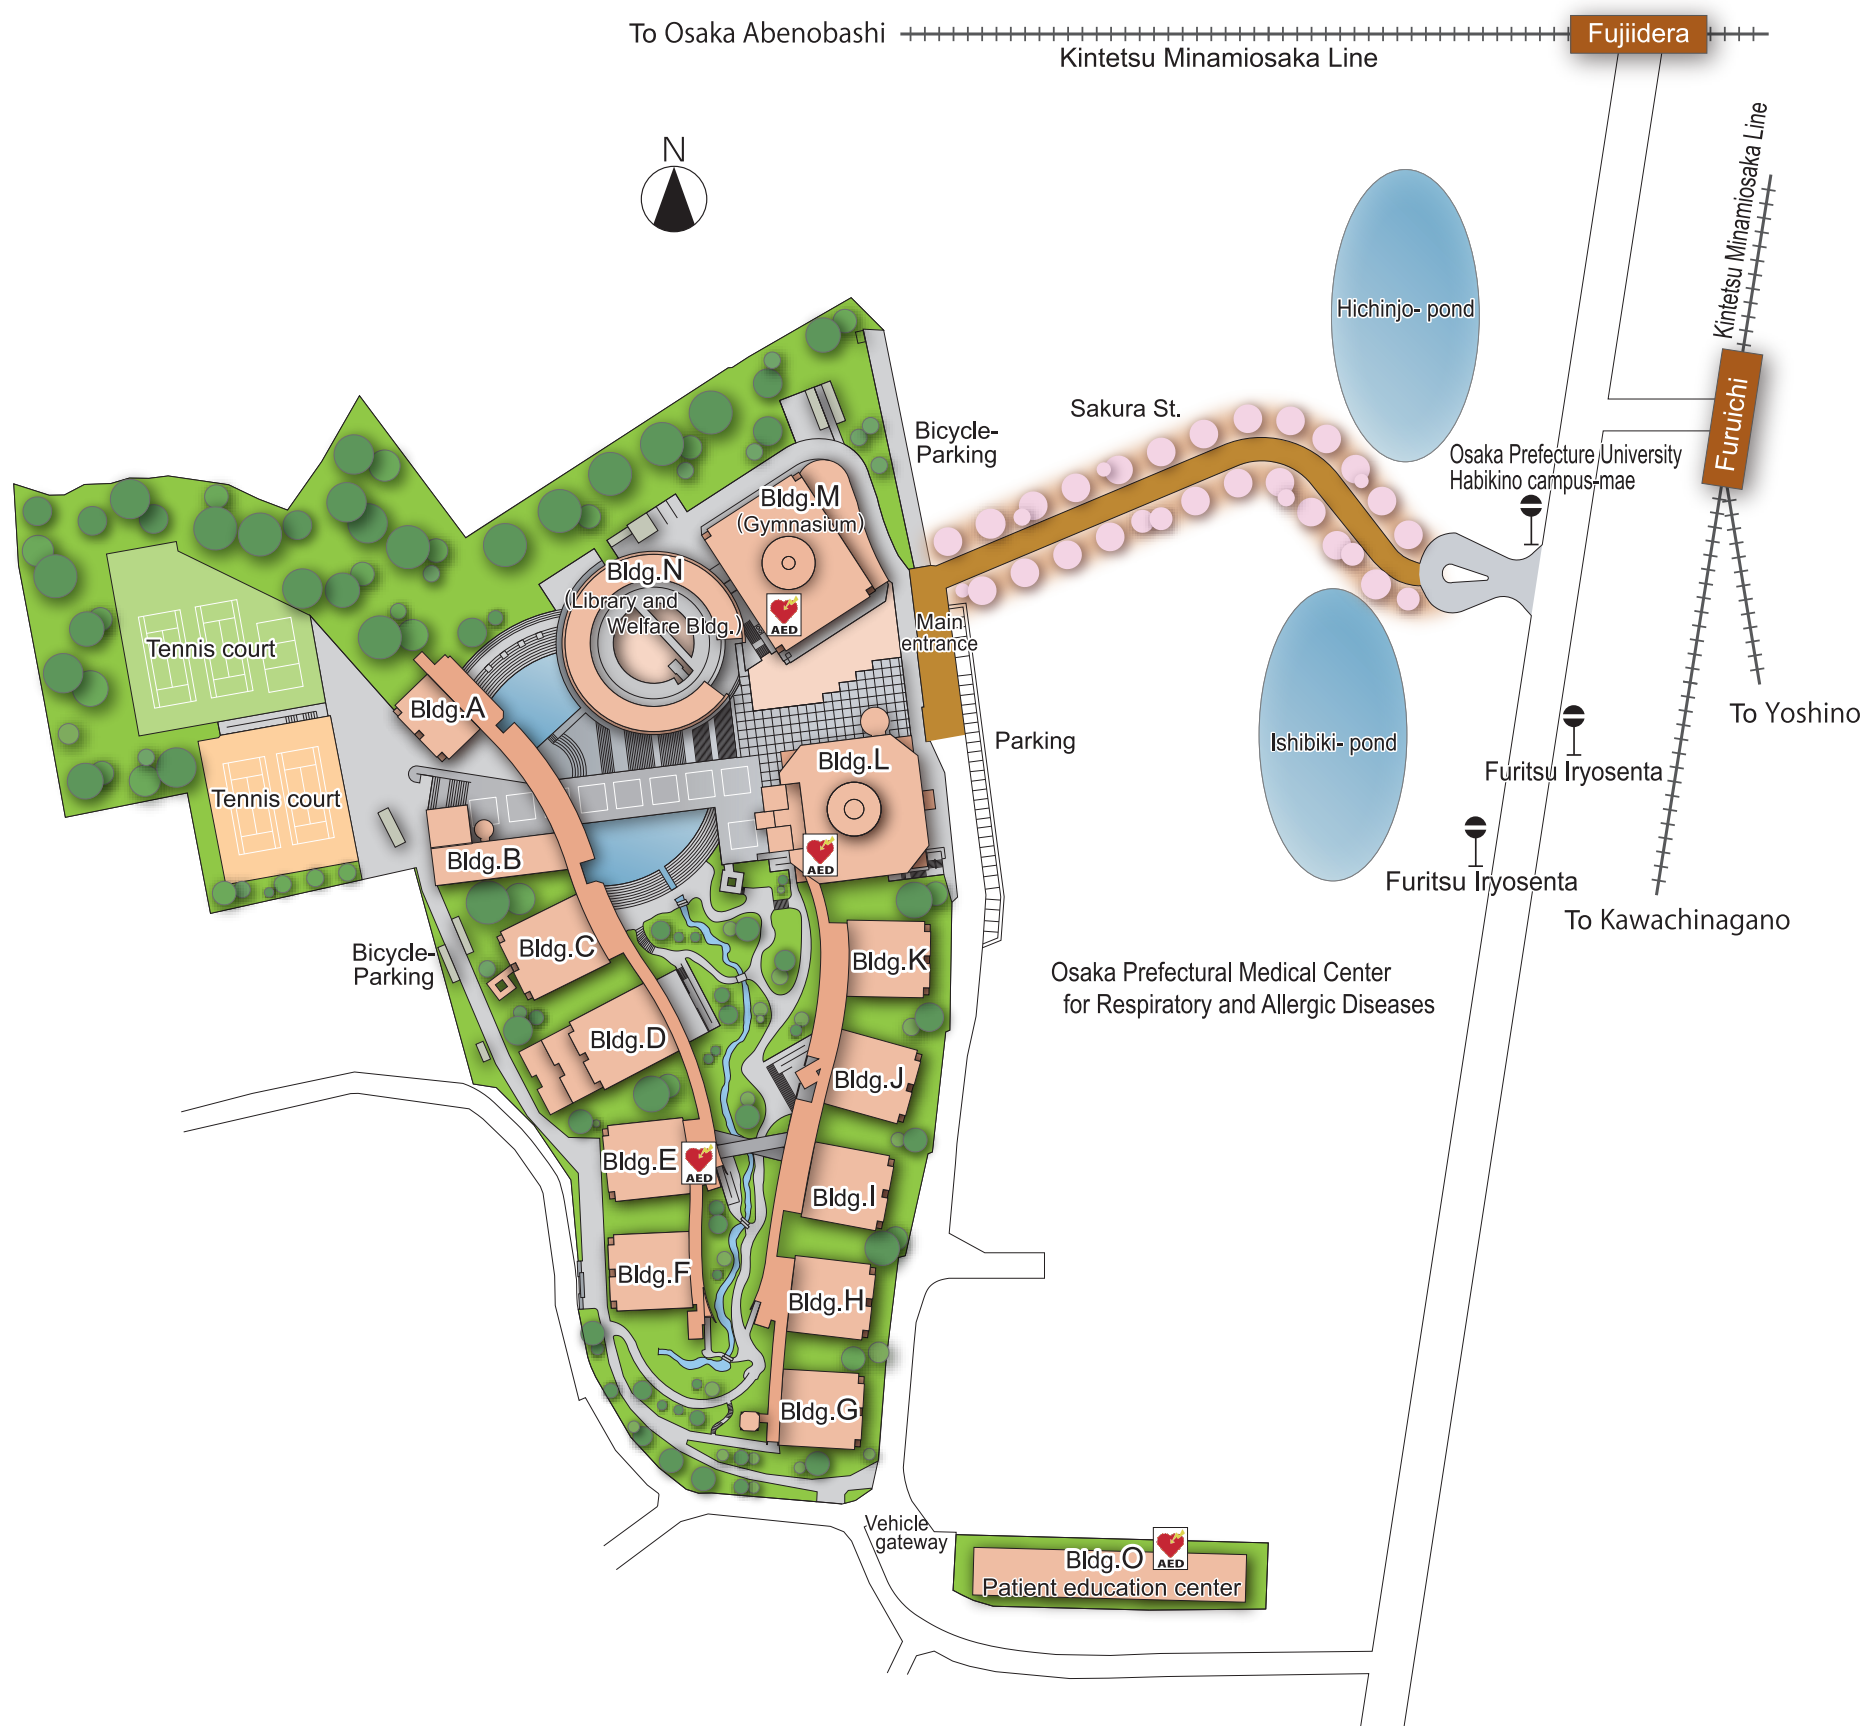 To Osaka Abenobashi
Fujiidera
Kintetsu Minamiosaka Line
N
Kintetsu Minamiosaka Line
Hichinjo- pond
Furuichi
Sakura St.
Bicycle-
Parking
Osaka Prefecture University
Habikino campus-mae
Bldg.M
(Gymnasium)
Bldg.N
(Library and
Welfare Bldg.)
AED
Main
entrance
Tennis court
Bldg.A
To Yoshino
Parking
Ishibiki- pond
Bldg.L
Furitsu Iryosenta
Tennis court
Bldg.B
AED
Furitsu Iryosenta
To Kawachinagano
Bldg.C
Bicycle-
Parking
Bldg.K
Osaka Prefectural Medical Center
for Respiratory and Allergic Diseases
Bldg.D
Bldg.J
Bldg.E
AED
Bldg.I
Bldg.F
Bldg.H
Bldg.G
Vehicle
gateway
Bldg.O
AED
Patient education center